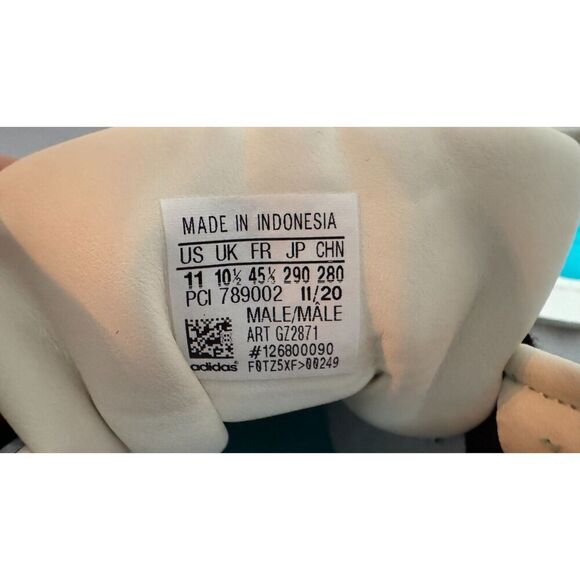 MADE IN INDONESIA
US UK FR JP CHN
11 10½ 45⅓ 290 280
PCI 789002 11/20
MALE/MÂLE
ART GZ2871
#126800090
adidas F0TZ5XF>00249